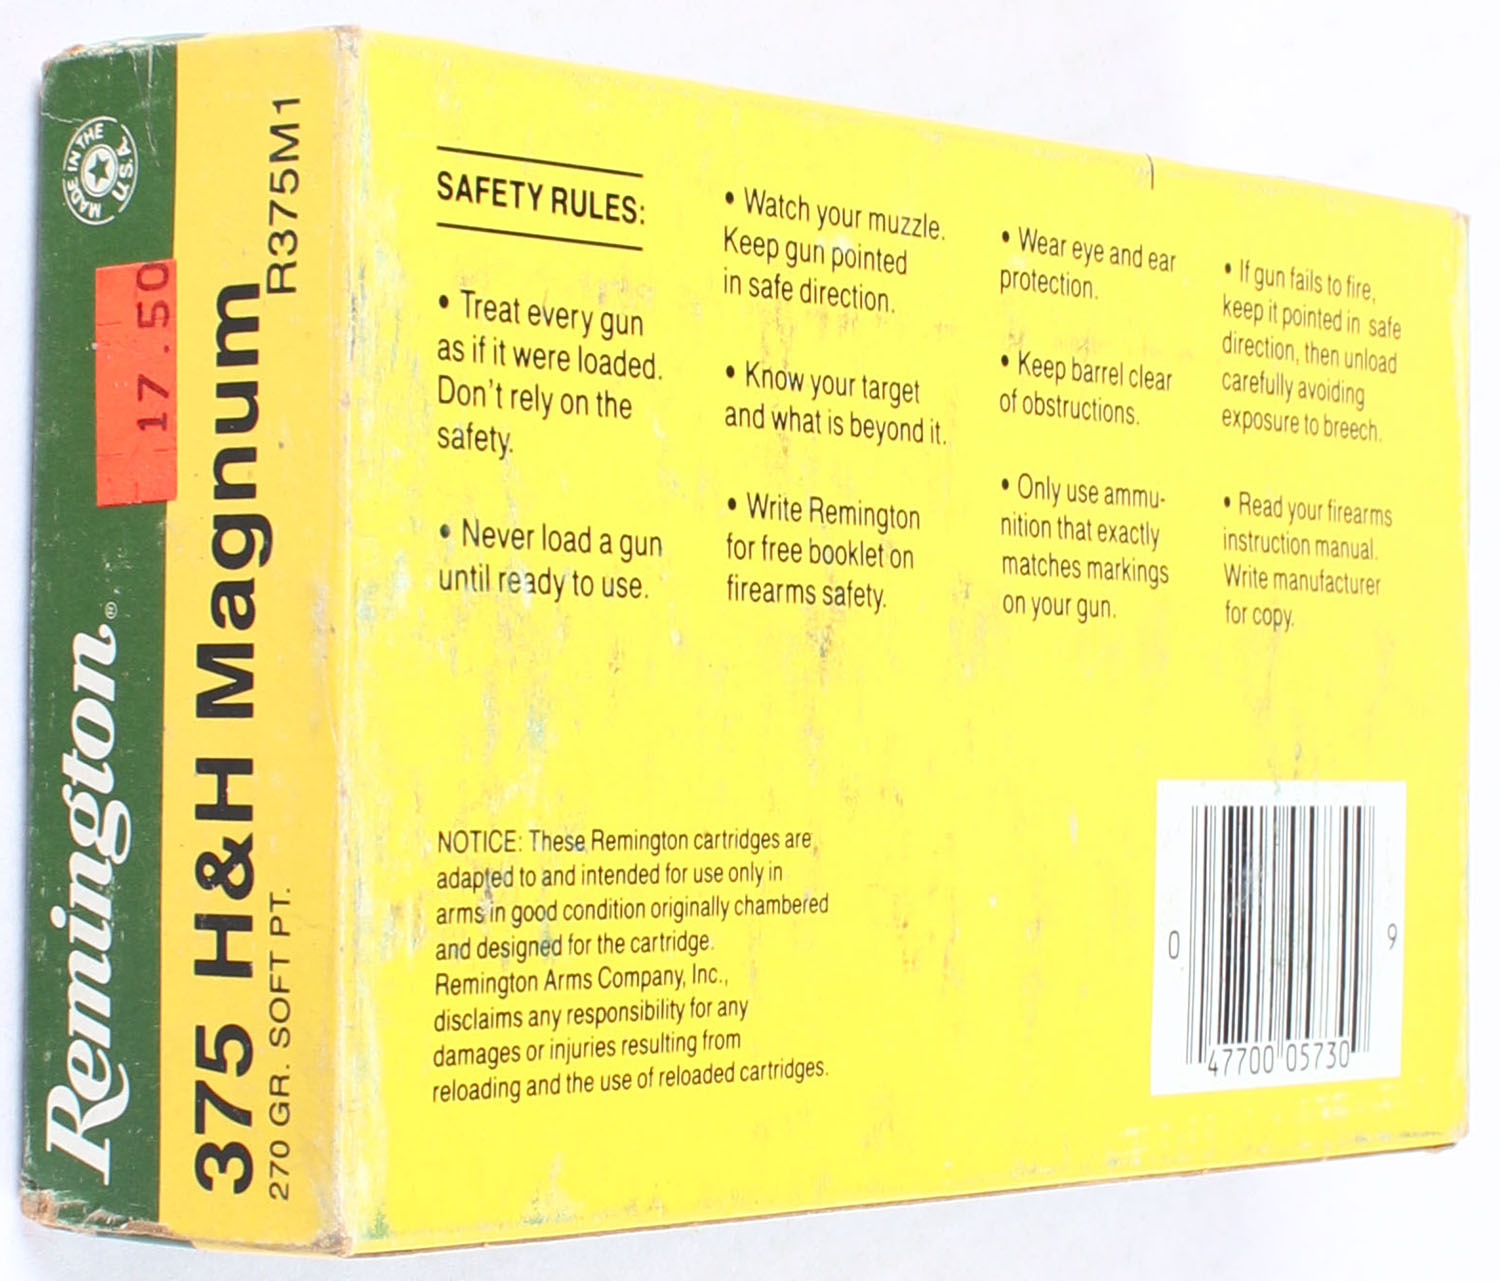 MADE IN THE U.S.A.
17.50
Remington®
375 H&H Magnum
R375M1
270 GR. SOFT PT.
SAFETY RULES:
• Treat every gun
as if it were loaded.
Don't rely on the
safety.
• Never load a gun
until ready to use.
• Watch your muzzle.
Keep gun pointed
in safe direction.
• Know your target
and what is beyond it.
• Write Remington
for free booklet on
firearms safety.
• Wear eye and ear
protection.
• Keep barrel clear
of obstructions.
• Only use ammu-
nition that exactly
matches markings
on your gun.
• If gun fails to fire,
keep it pointed in safe
direction, then unload
carefully avoiding
exposure to breech.
• Read your firearms
instruction manual.
Write manufacturer
for copy.
NOTICE: These Remington cartridges are
adapted to and intended for use only in
arms in good condition originally chambered
and designed for the cartridge.
Remington Arms Company, Inc.,
disclaims any responsibility for any
damages or injuries resulting from
reloading and the use of reloaded cartridges.
0 47700 05730 9